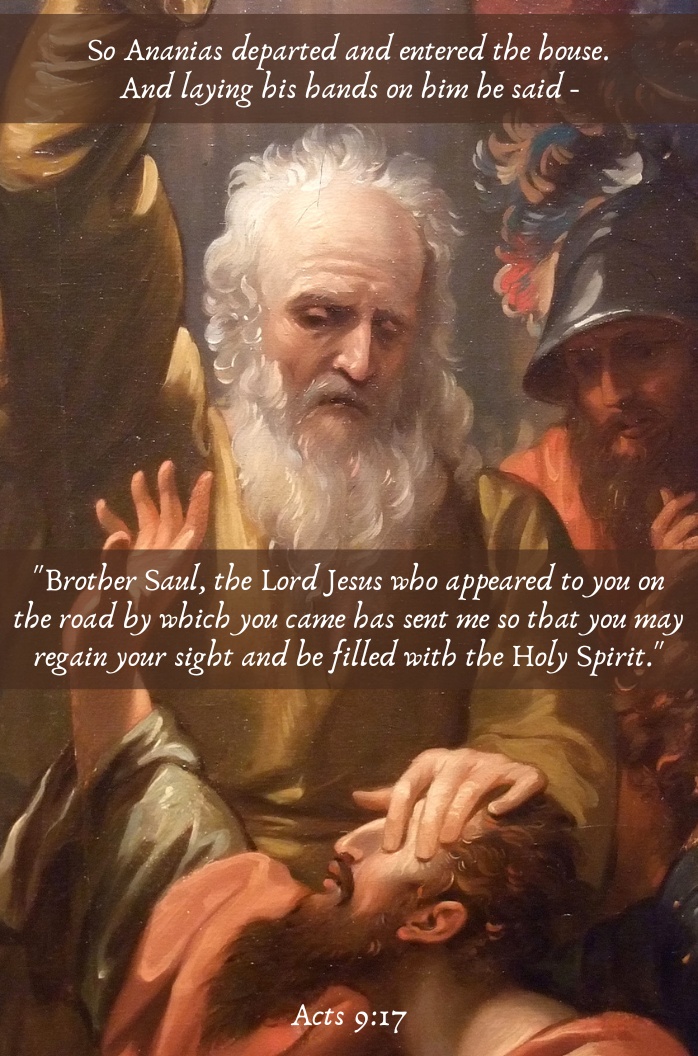 So Ananias departed and entered the house.
And laying his hands on him he said -
"Brother Saul, the Lord Jesus who appeared to you on
the road by which you came has sent me so that you may
regain your sight and be filled with the Holy Spirit."
Acts 9:17